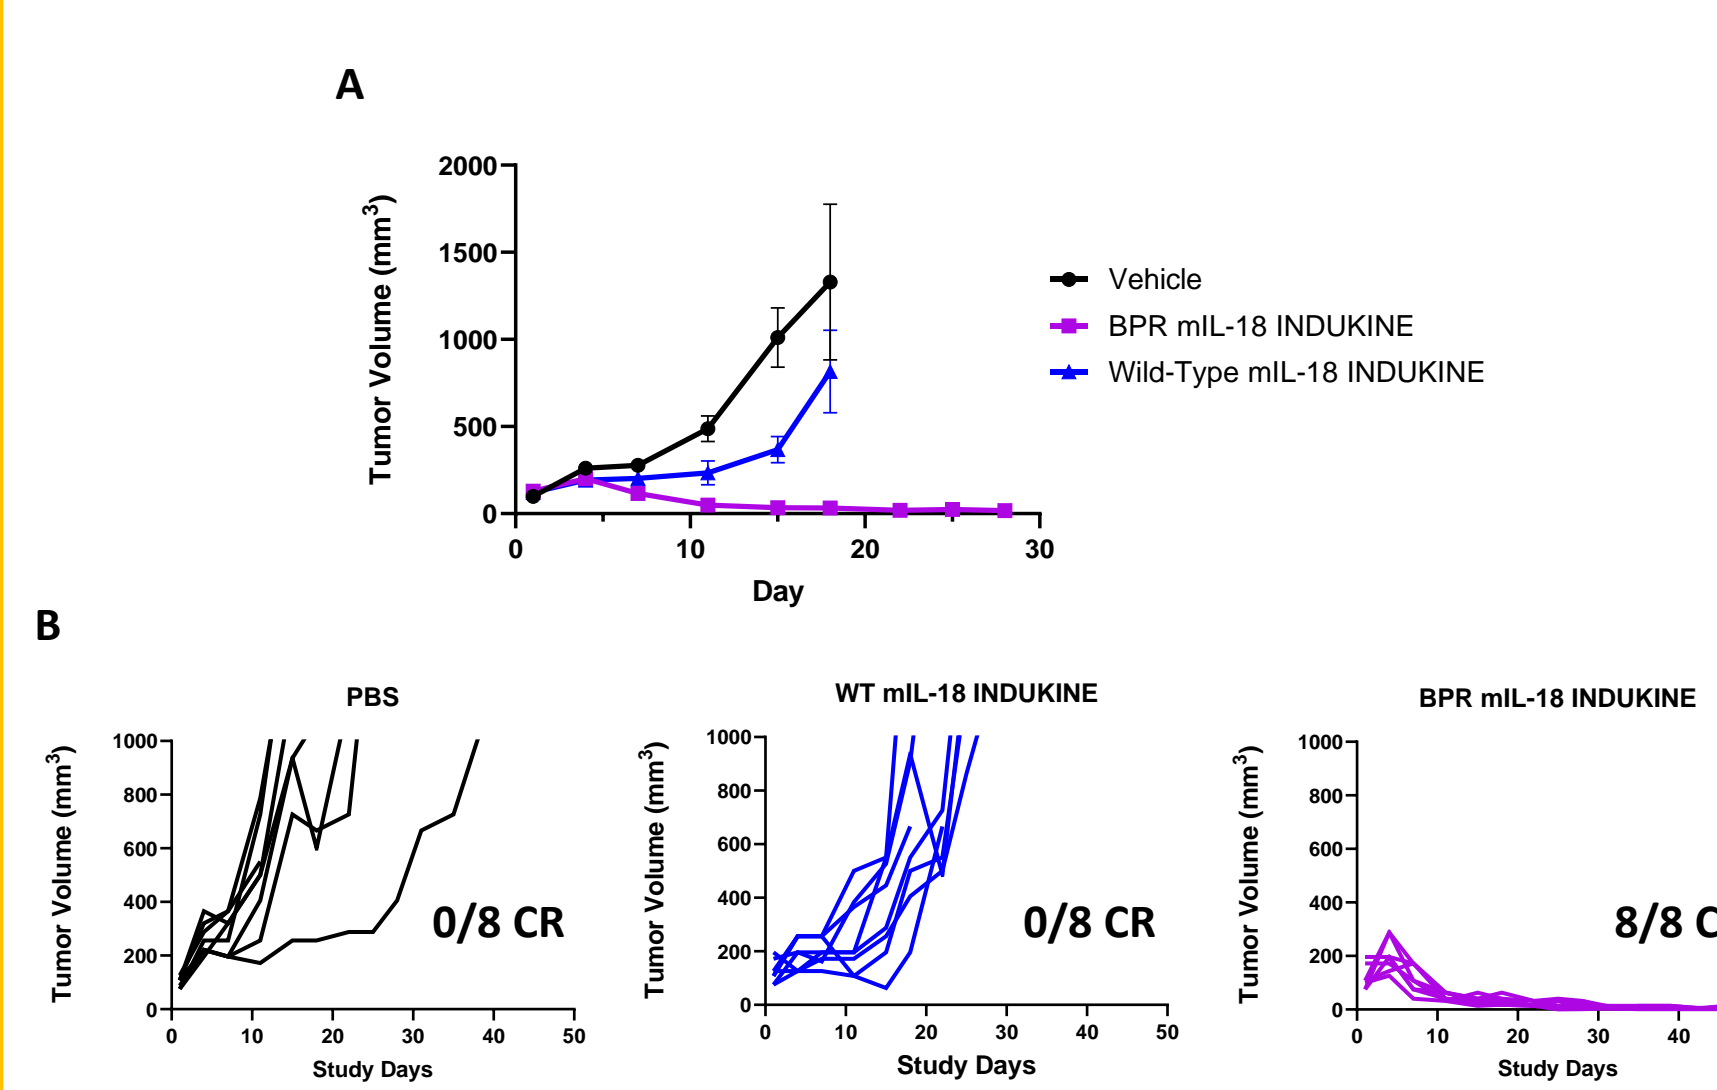 A
2000
1500
1000
500
0
Tumor Volume (mm³)
0 10 20 30
Day
Vehicle
BPR mIL-18 INDUKINE
Wild-Type mIL-18 INDUKINE
B
PBS
1000
800
600
400
200
0
Tumor Volume (mm³)
0/8 CR
0 10 20 30 40 50
Study Days
WT mIL-18 INDUKINE
1000
800
600
400
200
0
Tumor Volume (mm³)
0/8 CR
0 10 20 30 40 50
Study Days
BPR mIL-18 INDUKINE
1000
800
600
400
200
0
Tumor Volume (mm³)
8/8 C
0 10 20 30 40
Study Days